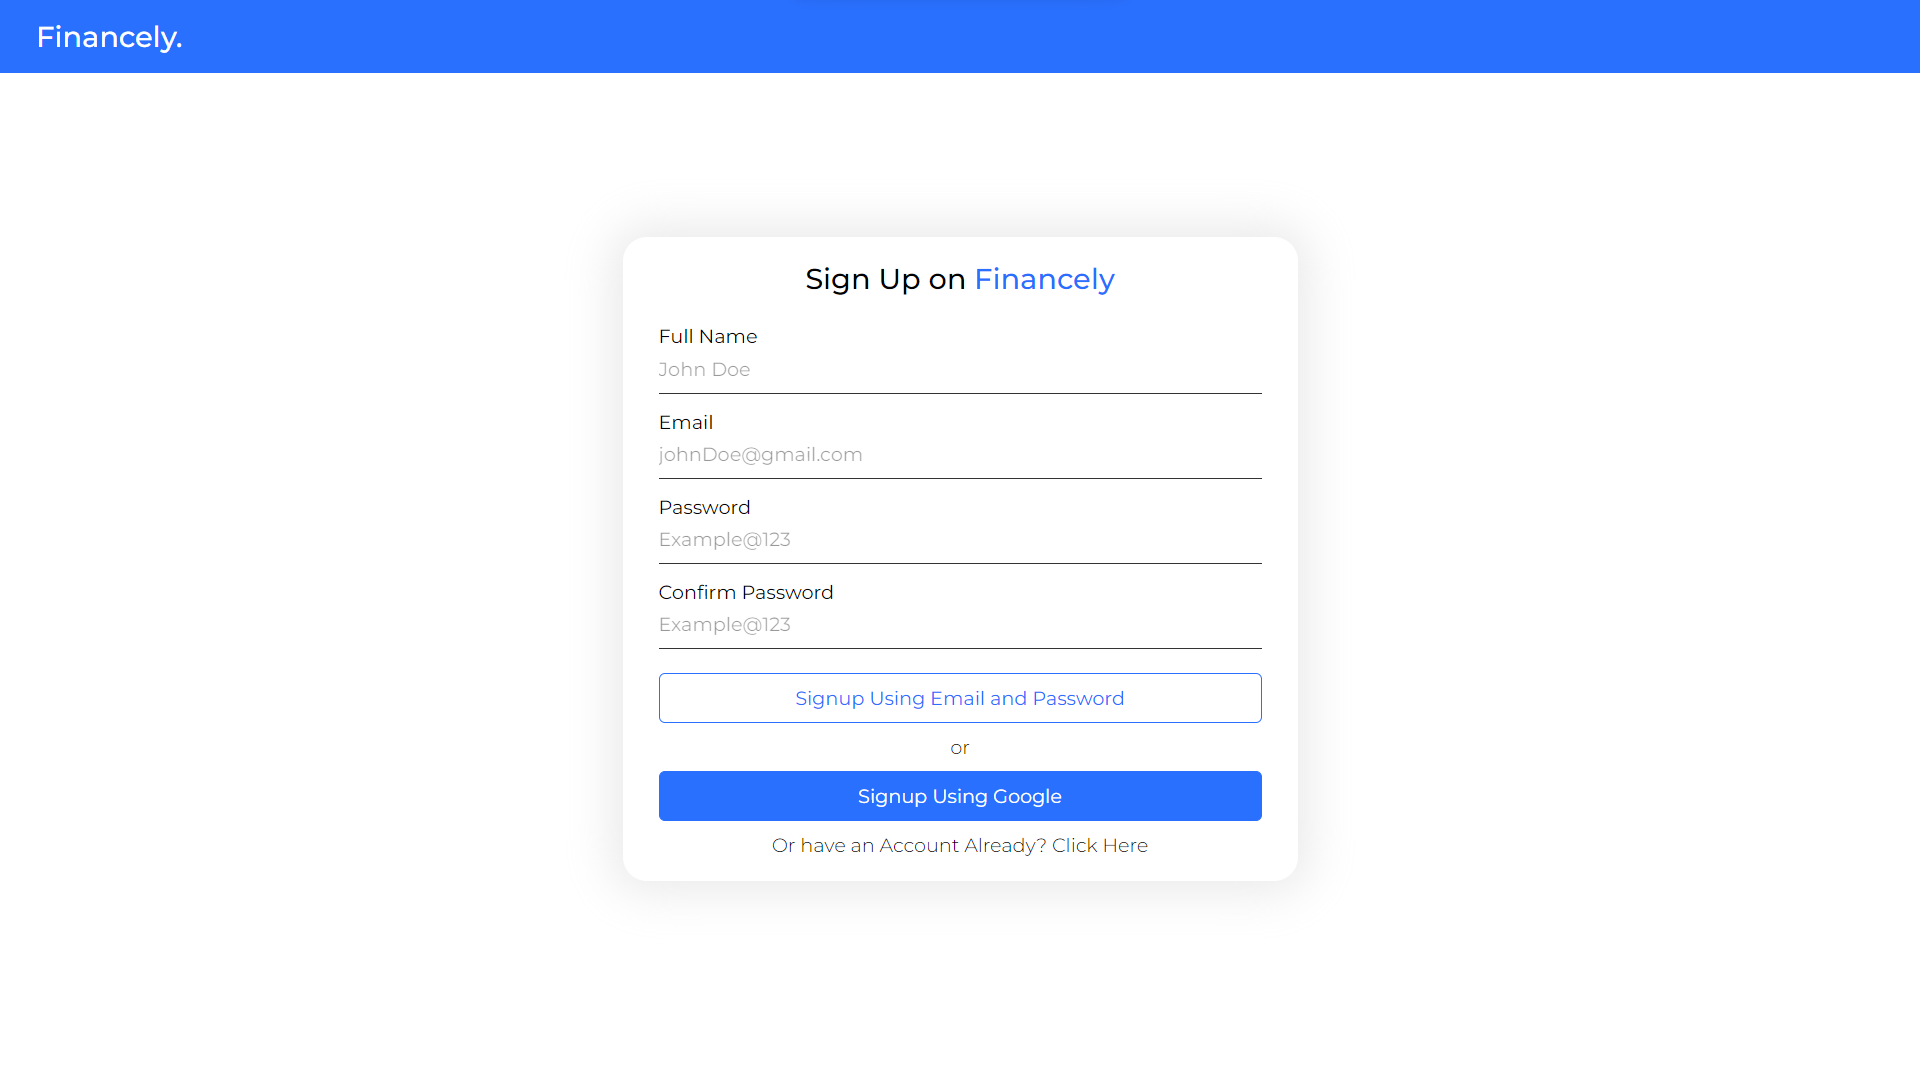 Financely.
Sign Up on Financely
Full Name
John Doe
Email
johnDoe@gmail.com
Password
Example@123
Confirm Password
Example@123
Signup Using Email and Password
or
Signup Using Google
Or have an Account Already? Click Here